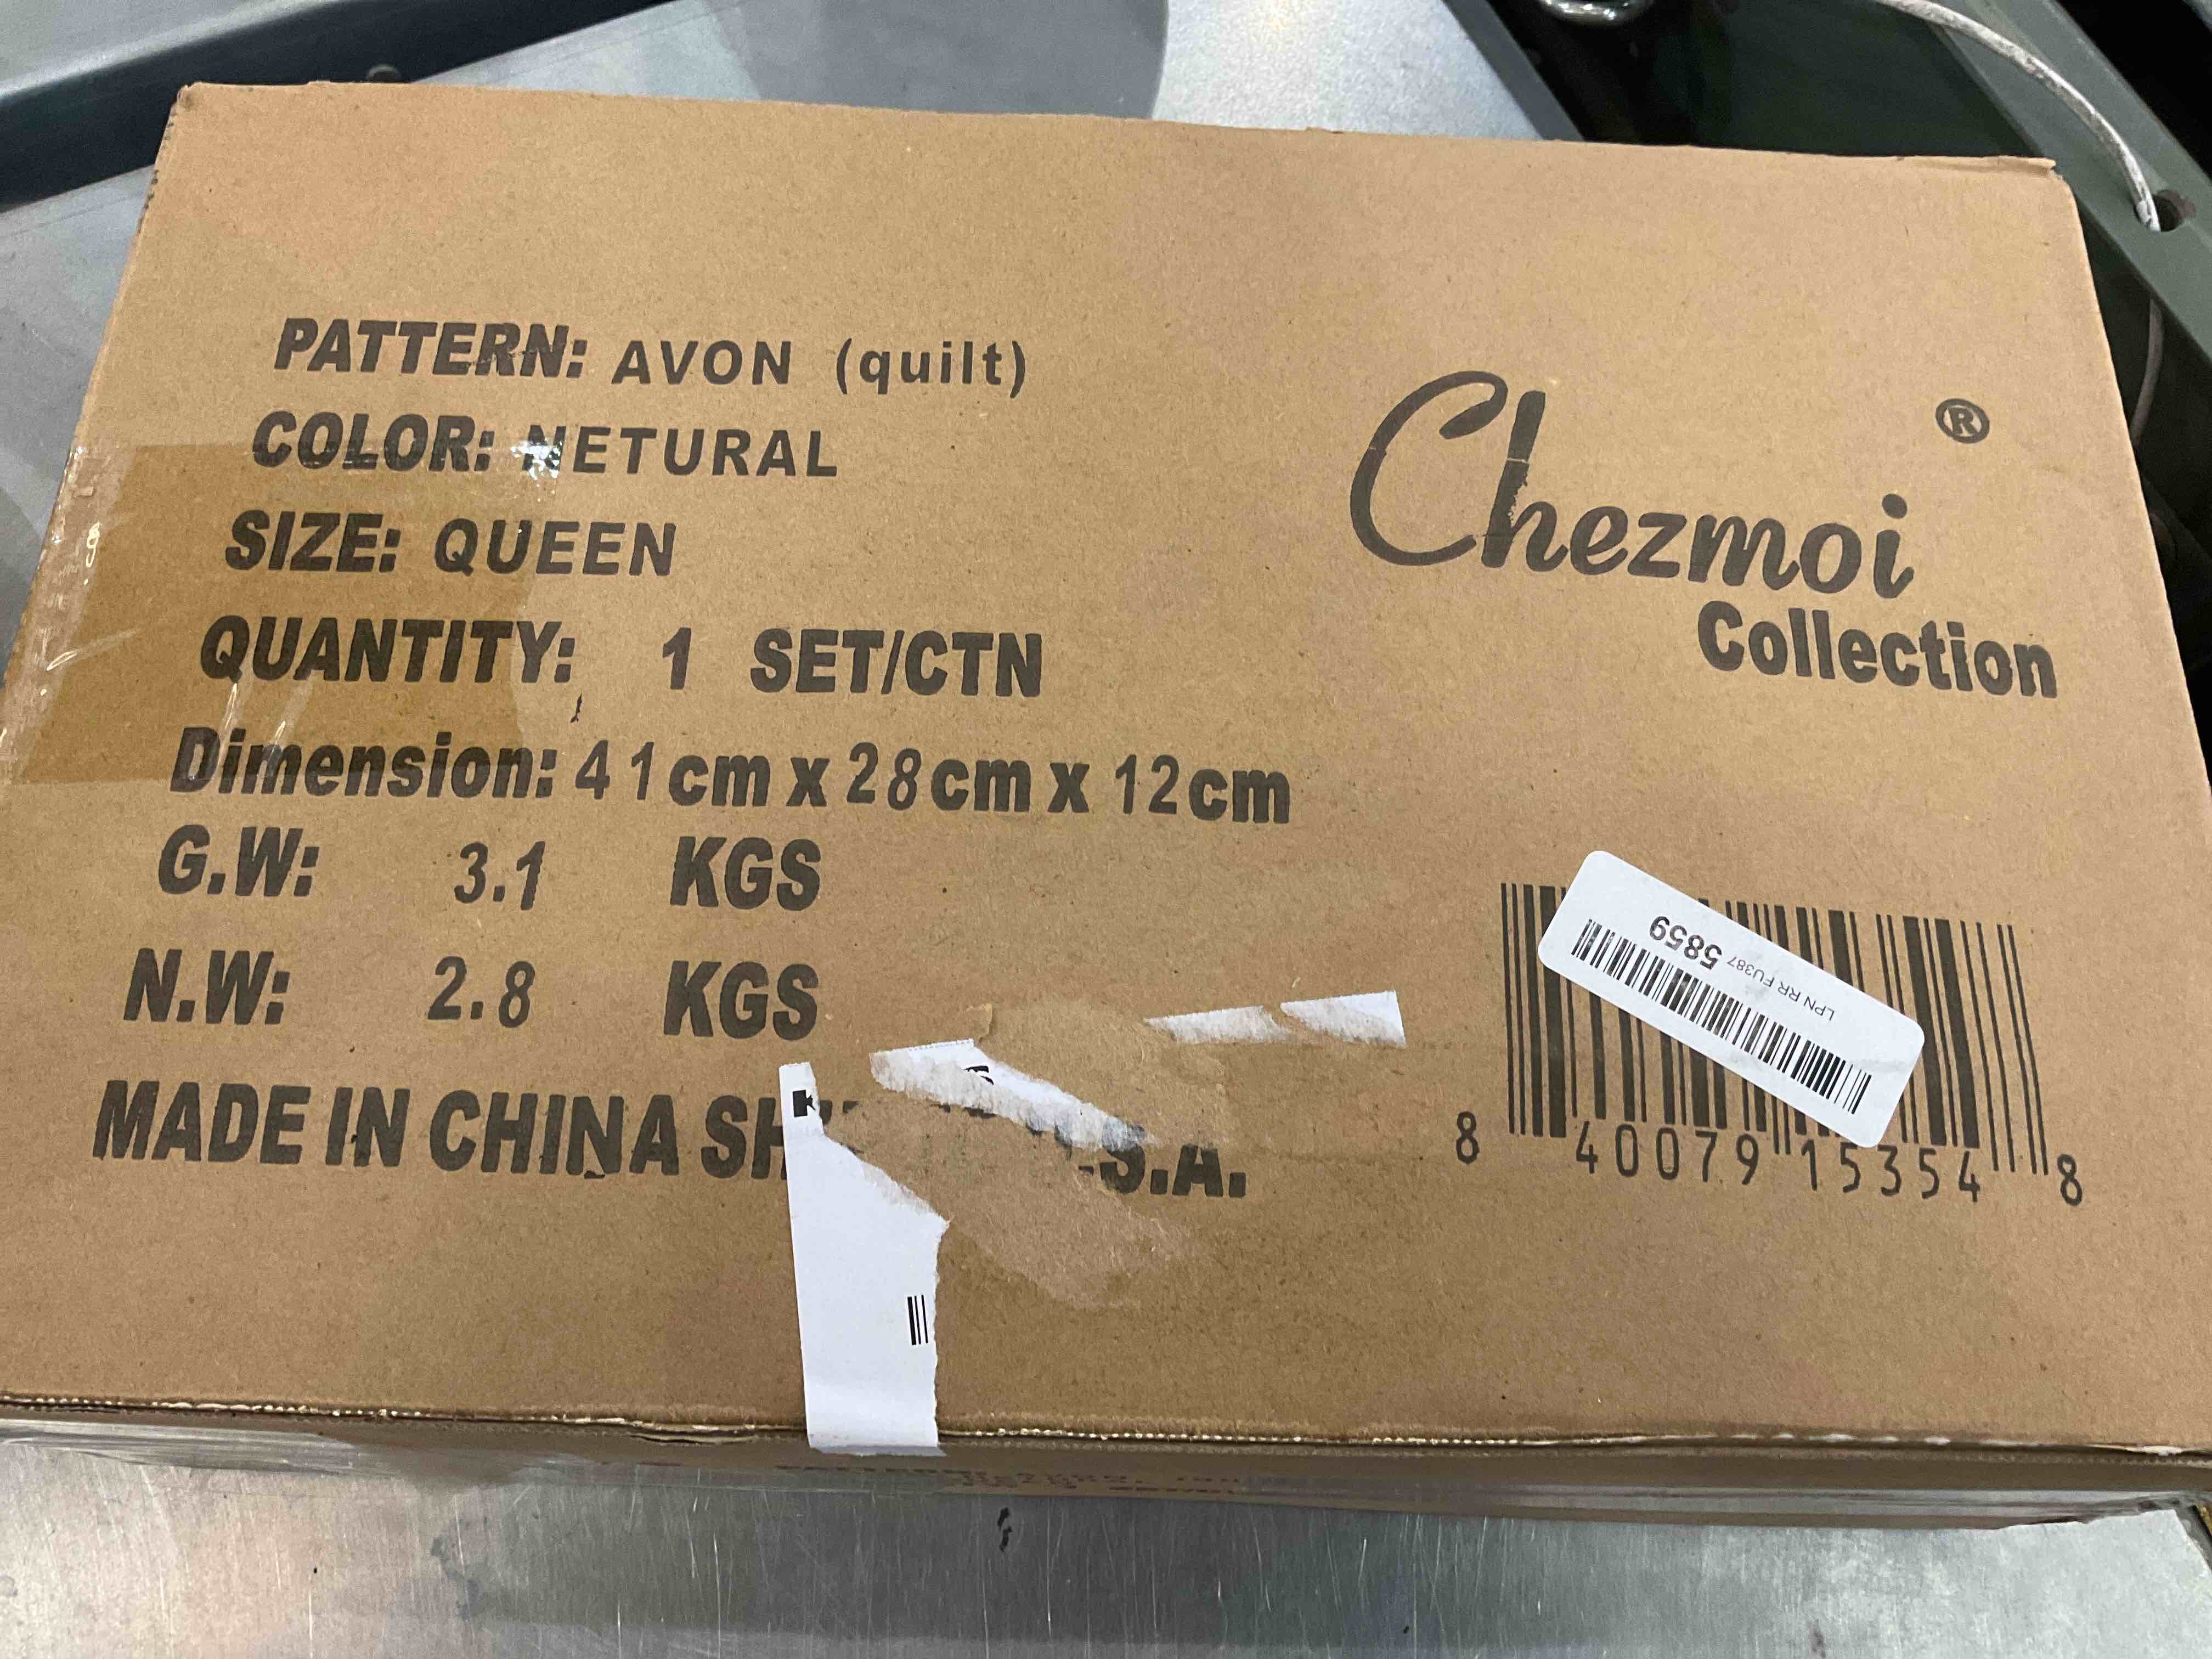 PATTERN: AVON (quilt)
COLOR: NETURAL
SIZE: QUEEN
QUANTITY: 1 SET/CTN
Dimension: 41cm x 28cm x 12cm
G.W: 3.1 KGS
N.W: 2.8 KGS
MADE IN CHINA
Chezmoi ®
Collection
LPN RR FU387 5859
8 40079 15354 8